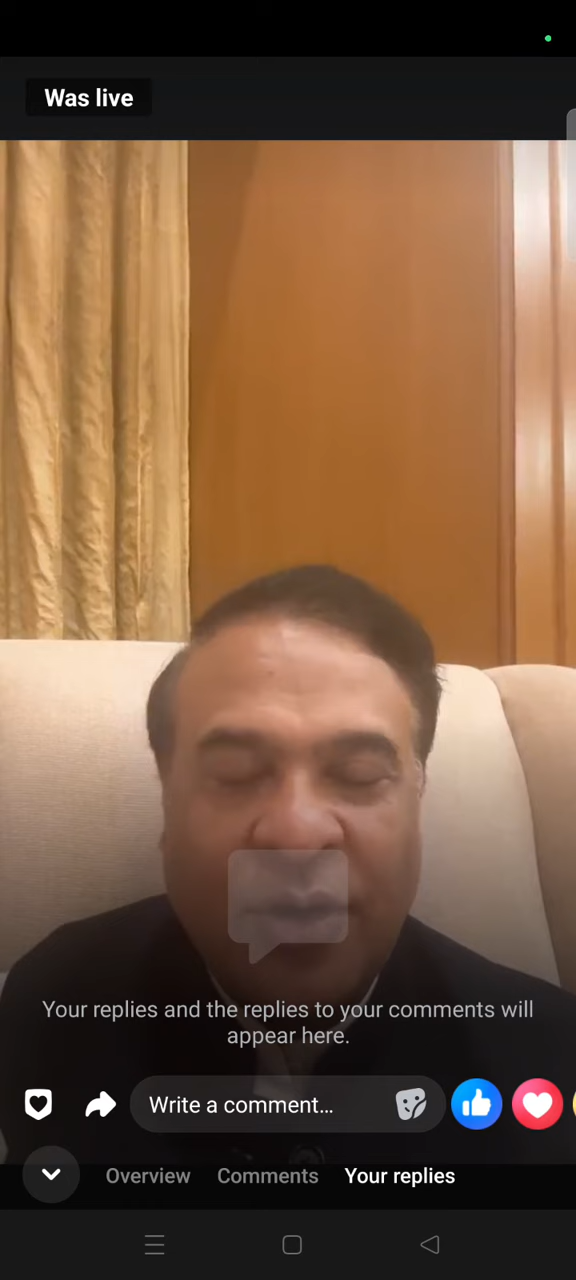 Was live
Your replies and the replies to your comments will
appear here.
Write a comment...
Overview Comments Your replies